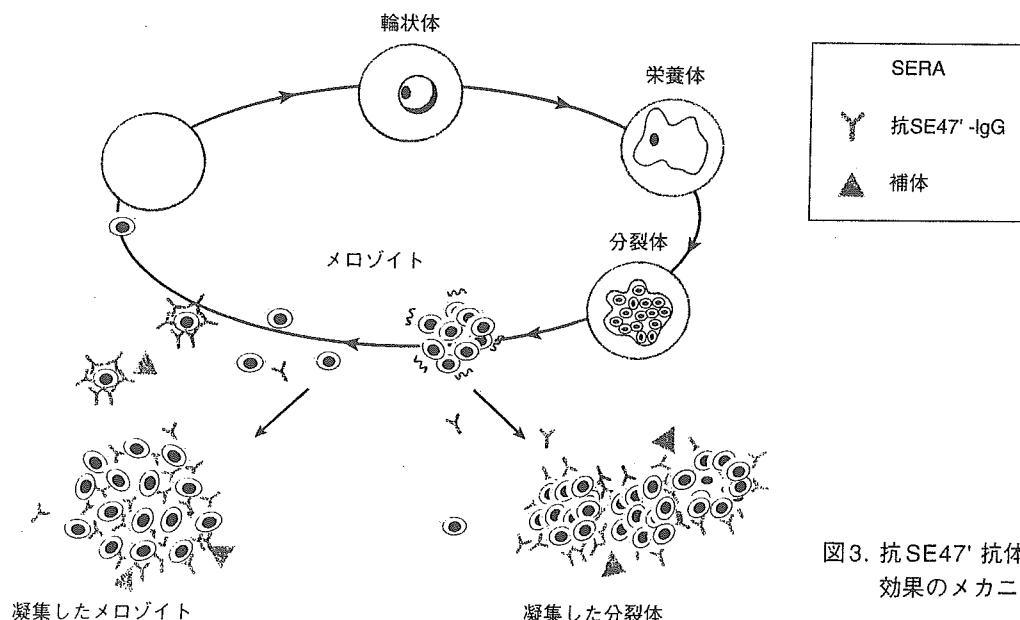 輪状体
栄養体
分裂体
メロゾイト
凝集したメロゾイト
凝集した分裂体
SERA
抗SE47' -IgG
補体
図3. 抗SE47' 抗体
効果のメカニ